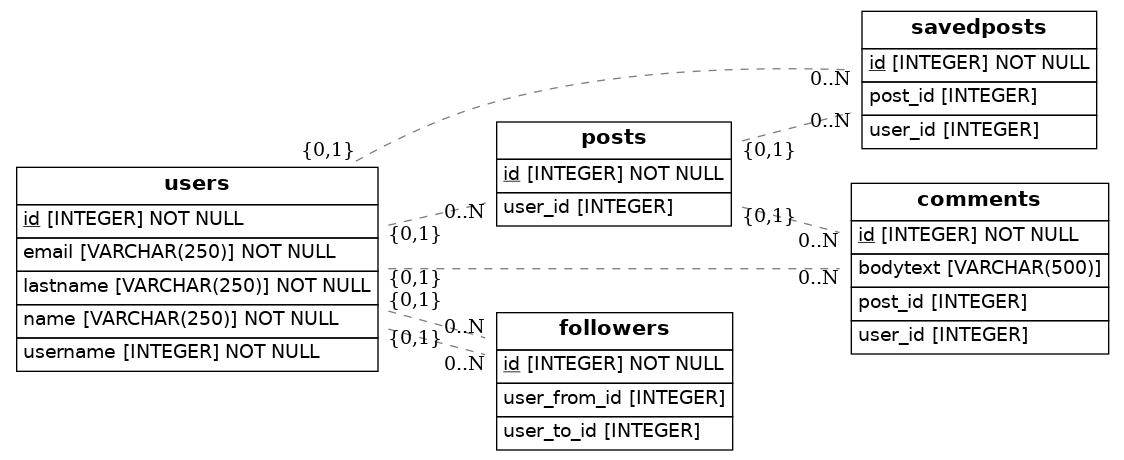 users
id [INTEGER] NOT NULL
email [VARCHAR(250)] NOT NULL
lastname [VARCHAR(250)] NOT NULL
name [VARCHAR(250)] NOT NULL
username [INTEGER] NOT NULL
{0,1}
{0,1}
{0,1}
{0,1}
{0,1}
0..N
0..N
0..N
posts
id [INTEGER] NOT NULL
user_id [INTEGER]
followers
id [INTEGER] NOT NULL
user_from_id [INTEGER]
user_to_id [INTEGER]
{0,1}
{0,1}
0..N
0..N
0..N
0..N
savedposts
id [INTEGER] NOT NULL
post_id [INTEGER]
user_id [INTEGER]
comments
id [INTEGER] NOT NULL
bodytext [VARCHAR(500)]
post_id [INTEGER]
user_id [INTEGER]